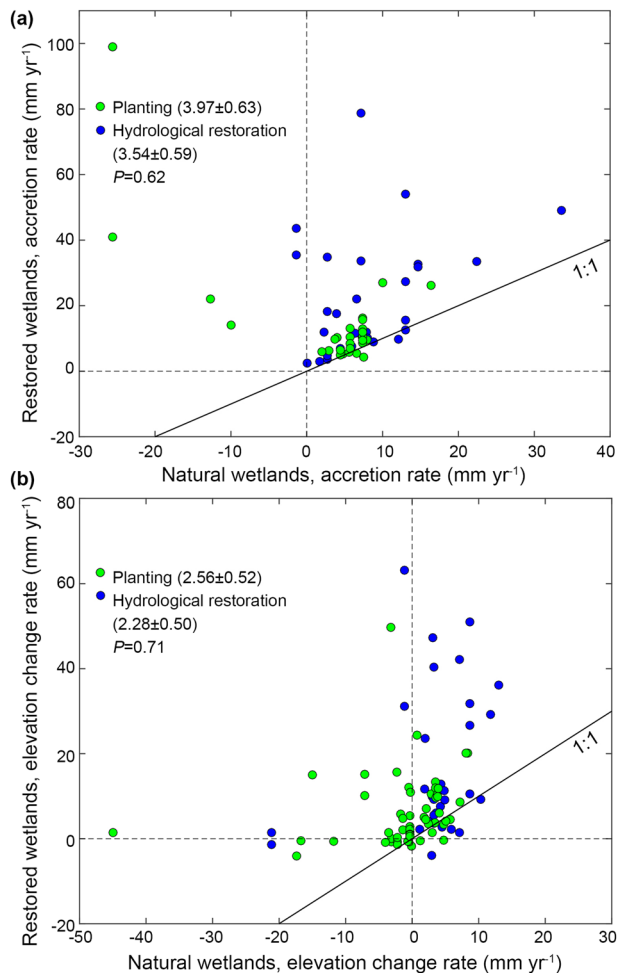 (a)
100
80
60
40
20
0
-20
Restored wetlands, accretion rate (mm yr⁻¹)
Planting (3.97±0.63)
Hydrological restoration
(3.54±0.59)
P=0.62
1:1
-30 -20 -10 0 10 20 30 40
Natural wetlands, accretion rate (mm yr⁻¹)
(b)
80
60
40
20
0
-20
Restored wetlands, elevation change rate (mm yr⁻¹)
Planting (2.56±0.52)
Hydrological restoration
(2.28±0.50)
P=0.71
1:1
-50 -40 -30 -20 -10 0 10 20 30
Natural wetlands, elevation change rate (mm yr⁻¹)